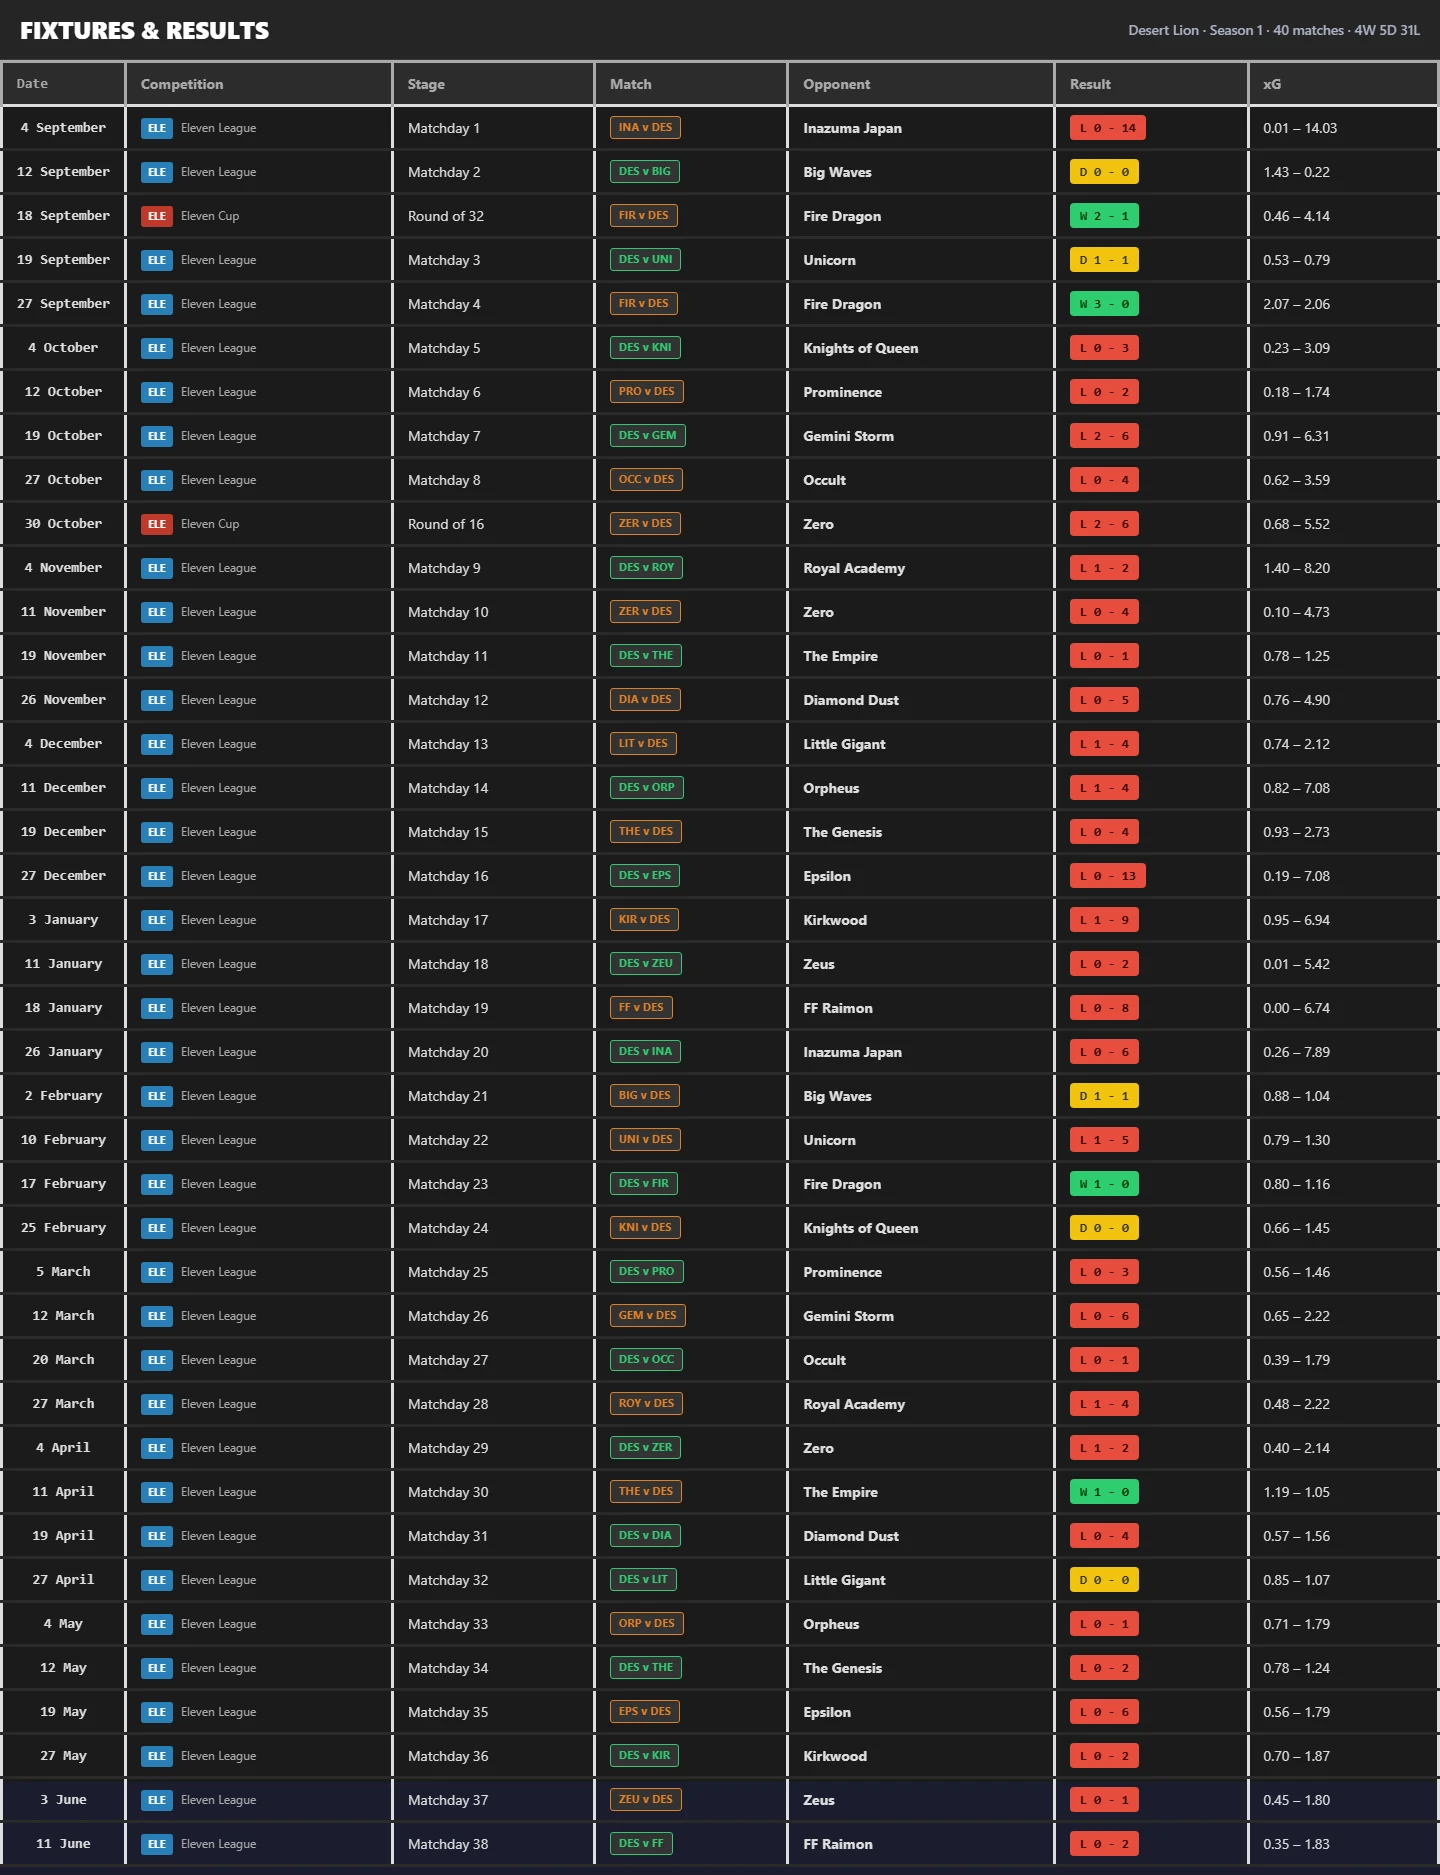 FIXTURES & RESULTS
Desert Lion · Season 1 · 40 matches · 4W 5D 31L
Date Competition Stage Match Opponent Result xG
4 September ELE Eleven League Matchday 1 INA v DES Inazuma Japan L 0 - 14 0.01 – 14.03
12 September ELE Eleven League Matchday 2 DES v BIG Big Waves D 0 - 0 1.43 – 0.22
18 September ELE Eleven Cup Round of 32 FIR v DES Fire Dragon W 2 - 1 0.46 – 4.14
19 September ELE Eleven League Matchday 3 DES v UNI Unicorn D 1 - 1 0.53 – 0.79
27 September ELE Eleven League Matchday 4 FIR v DES Fire Dragon W 3 - 0 2.07 – 2.06
4 October ELE Eleven League Matchday 5 DES v KNI Knights of Queen L 0 - 3 0.23 – 3.09
12 October ELE Eleven League Matchday 6 PRO v DES Prominence L 0 - 2 0.18 – 1.74
19 October ELE Eleven League Matchday 7 DES v GEM Gemini Storm L 2 - 6 0.91 – 6.31
27 October ELE Eleven League Matchday 8 OCC v DES Occult L 0 - 4 0.62 – 3.59
30 October ELE Eleven Cup Round of 16 ZER v DES Zero L 2 - 6 0.68 – 5.52
4 November ELE Eleven League Matchday 9 DES v ROY Royal Academy L 1 - 2 1.40 – 8.20
11 November ELE Eleven League Matchday 10 ZER v DES Zero L 0 - 4 0.10 – 4.73
19 November ELE Eleven League Matchday 11 DES v THE The Empire L 0 - 1 0.78 – 1.25
26 November ELE Eleven League Matchday 12 DIA v DES Diamond Dust L 0 - 5 0.76 – 4.90
4 December ELE Eleven League Matchday 13 LIT v DES Little Gigant L 1 - 4 0.74 – 2.12
11 December ELE Eleven League Matchday 14 DES v ORP Orpheus L 1 - 4 0.82 – 7.08
19 December ELE Eleven League Matchday 15 THE v DES The Genesis L 0 - 4 0.93 – 2.73
27 December ELE Eleven League Matchday 16 DES v EPS Epsilon L 0 - 13 0.19 – 7.08
3 January ELE Eleven League Matchday 17 KIR v DES Kirkwood L 1 - 9 0.95 – 6.94
11 January ELE Eleven League Matchday 18 DES v ZEU Zeus L 0 - 2 0.01 – 5.42
18 January ELE Eleven League Matchday 19 FF v DES FF Raimon L 0 - 8 0.00 – 6.74
26 January ELE Eleven League Matchday 20 DES v INA Inazuma Japan L 0 - 6 0.26 – 7.89
2 February ELE Eleven League Matchday 21 BIG v DES Big Waves D 1 - 1 0.88 – 1.04
10 February ELE Eleven League Matchday 22 UNI v DES Unicorn L 1 - 5 0.79 – 1.30
17 February ELE Eleven League Matchday 23 DES v FIR Fire Dragon W 1 - 0 0.80 – 1.16
25 February ELE Eleven League Matchday 24 KNI v DES Knights of Queen D 0 - 0 0.66 – 1.45
5 March ELE Eleven League Matchday 25 DES v PRO Prominence L 0 - 3 0.56 – 1.46
12 March ELE Eleven League Matchday 26 GEM v DES Gemini Storm L 0 - 6 0.65 – 2.22
20 March ELE Eleven League Matchday 27 DES v OCC Occult L 0 - 1 0.39 – 1.79
27 March ELE Eleven League Matchday 28 ROY v DES Royal Academy L 1 - 4 0.48 – 2.22
4 April ELE Eleven League Matchday 29 DES v ZER Zero L 1 - 2 0.40 – 2.14
11 April ELE Eleven League Matchday 30 THE v DES The Empire W 1 - 0 1.19 – 1.05
19 April ELE Eleven League Matchday 31 DES v DIA Diamond Dust L 0 - 4 0.57 – 1.56
27 April ELE Eleven League Matchday 32 DES v LIT Little Gigant D 0 - 0 0.85 – 1.07
4 May ELE Eleven League Matchday 33 ORP v DES Orpheus L 0 - 1 0.71 – 1.79
12 May ELE Eleven League Matchday 34 DES v THE The Genesis L 0 - 2 0.78 – 1.24
19 May ELE Eleven League Matchday 35 EPS v DES Epsilon L 0 - 6 0.56 – 1.79
27 May ELE Eleven League Matchday 36 DES v KIR Kirkwood L 0 - 2 0.70 – 1.87
3 June ELE Eleven League Matchday 37 ZEU v DES Zeus L 0 - 1 0.45 – 1.80
11 June ELE Eleven League Matchday 38 DES v FF FF Raimon L 0 - 2 0.35 – 1.83